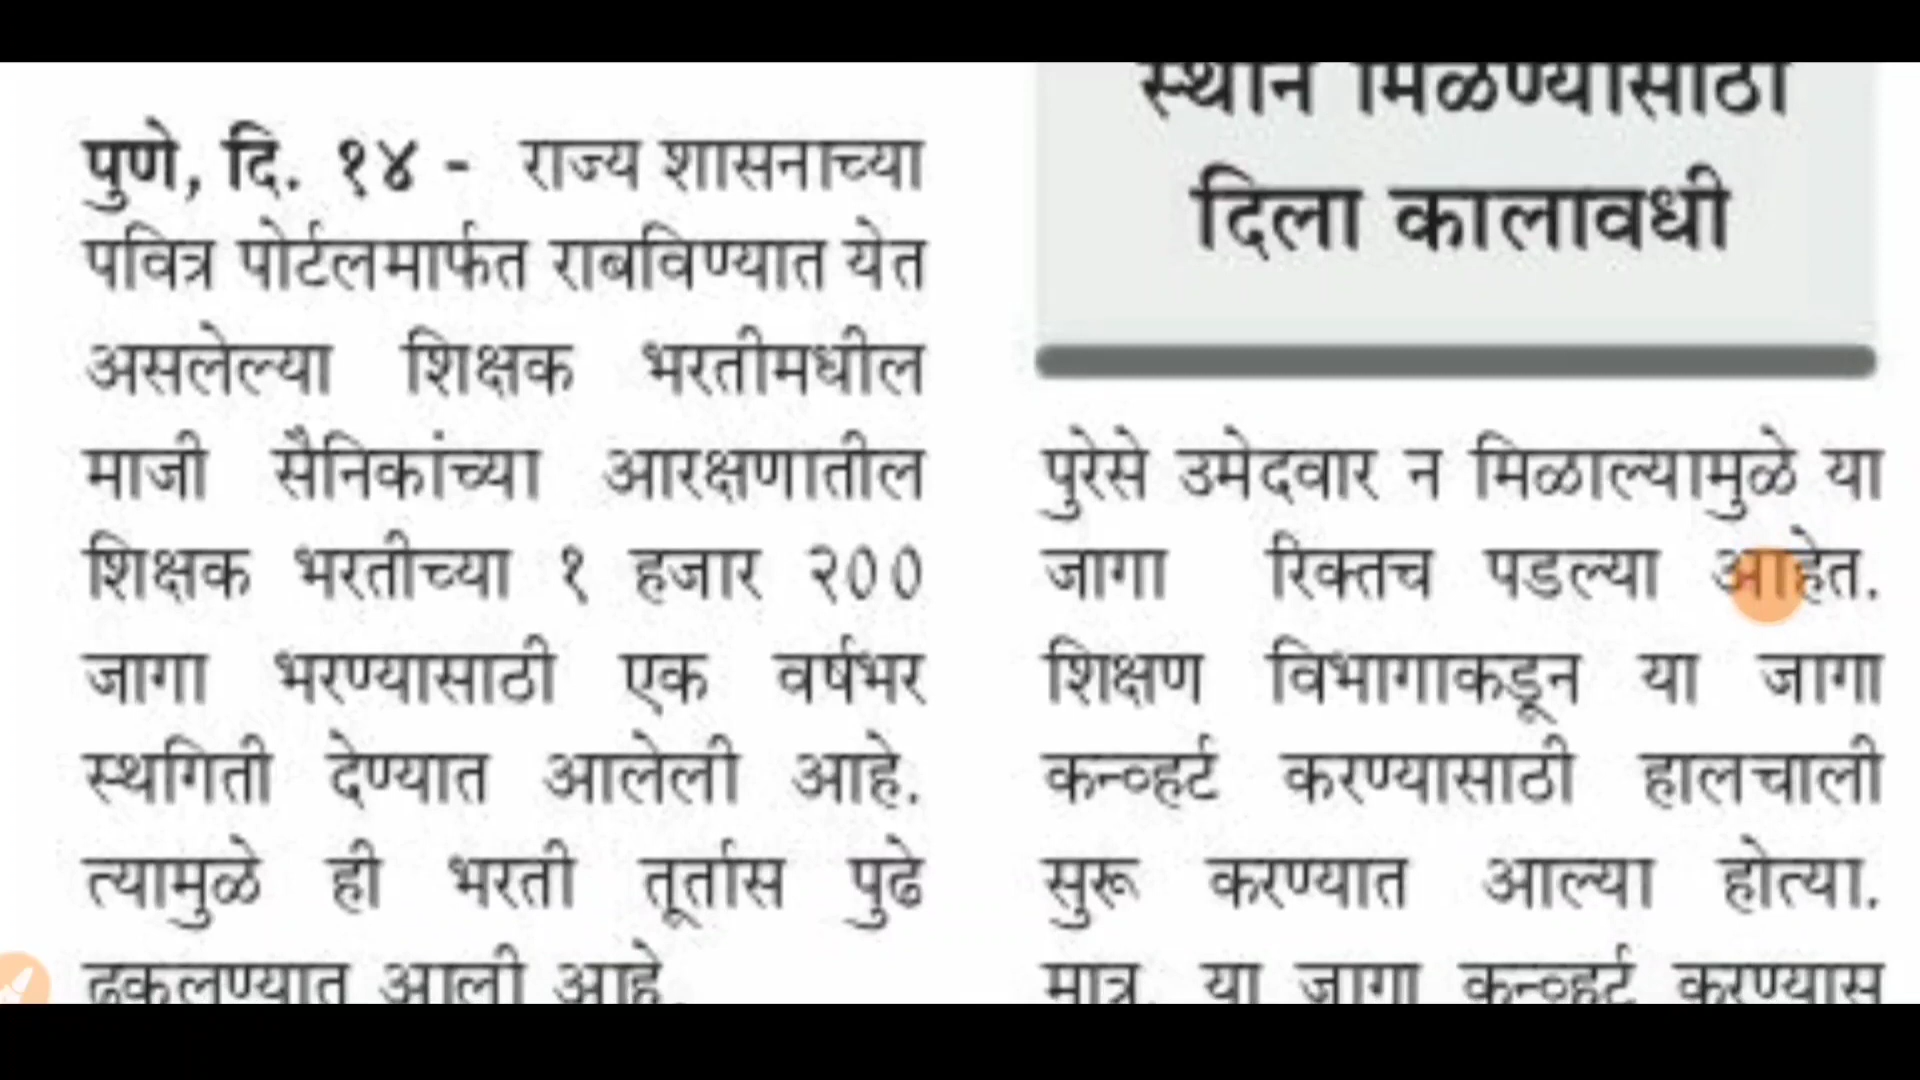 पुणे, दि. १४ - राज्य शासनाच्या
पवित्र पोर्टलमार्फत राबविण्यात येत
असलेल्या शिक्षक भरतीमधील
माजी सैनिकांच्या आरक्षणातील
शिक्षक भरतीच्या १ हजार २००
जागा भरण्यासाठी एक वर्षभर
स्थगिती देण्यात आलेली आहे.
त्यामुळे ही भरती तूर्तास पुढे
ढकलण्यात आली आहे.
स्थान मिळण्यासाठी
दिला कालावधी
पुरेसे उमेदवार न मिळाल्यामुळे या
जागा रिक्तच पडल्या आहेत.
शिक्षण विभागाकडून या जागा
कन्व्हर्ट करण्यासाठी हालचाली
सुरू करण्यात आल्या होत्या.
मात्र, या जागा कन्व्हर्ट करण्यास